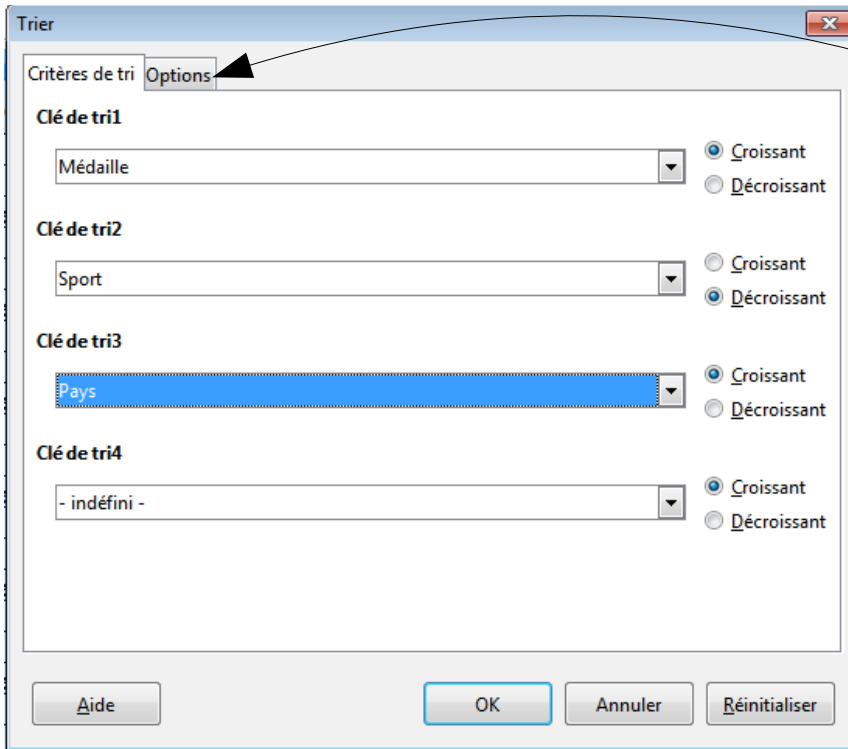 Trier
Critères de tri Options
Clé de tri1
Médaille
Croissant
Décroissant
Clé de tri2
Sport
Croissant
Décroissant
Clé de tri3
Pays
Croissant
Décroissant
Clé de tri4
- indéfini -
Croissant
Décroissant
Aide OK Annuler Réinitialiser